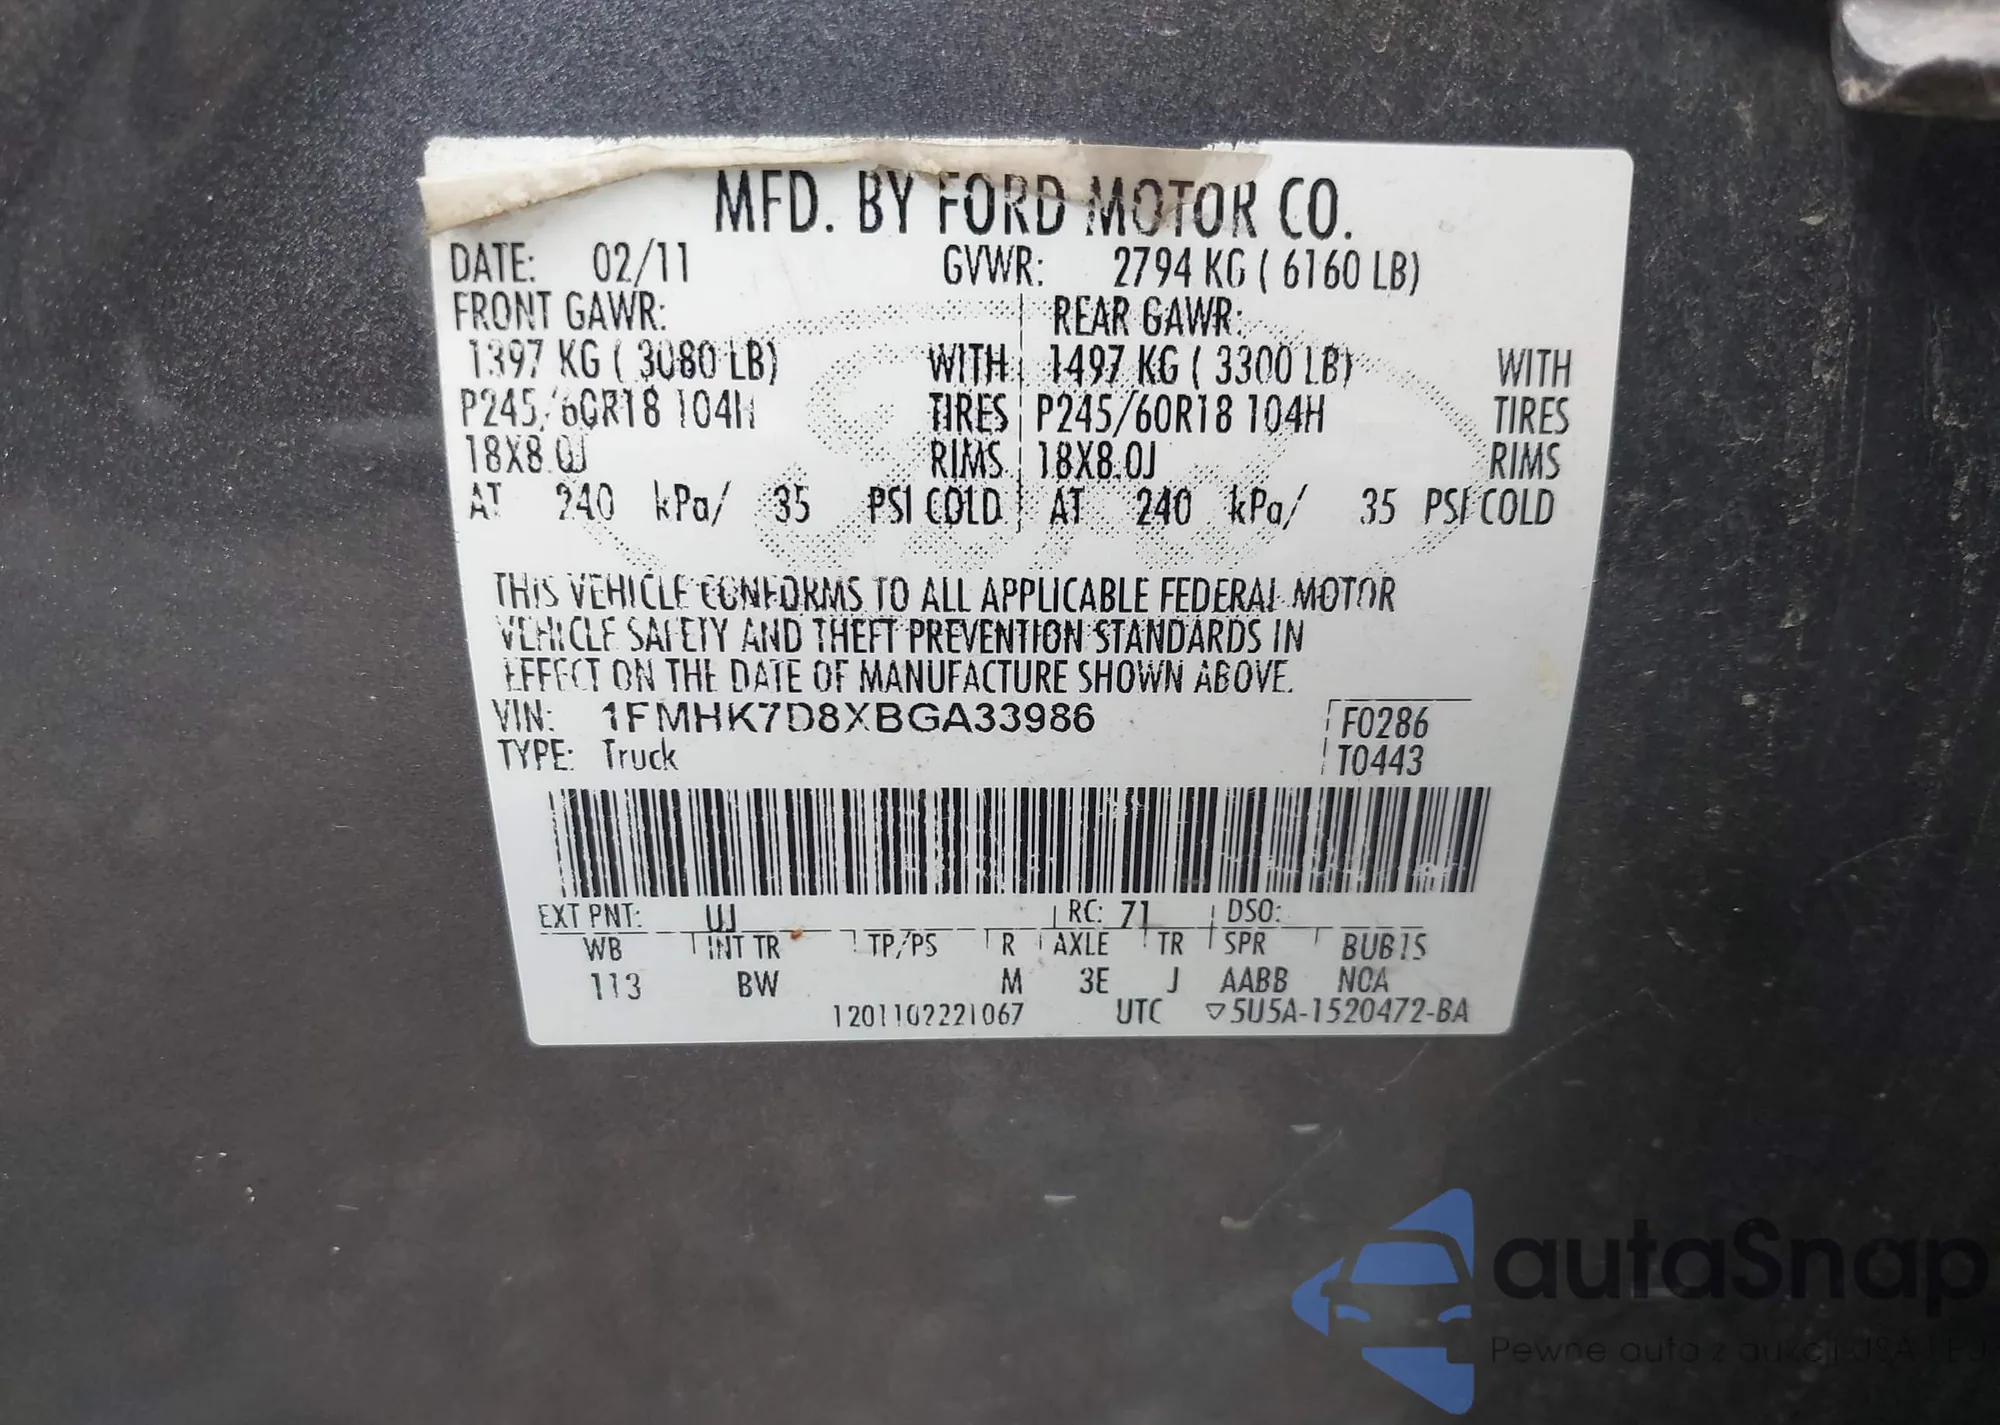 MFD. BY FORD MOTOR CO.
DATE: 02/11 GVWR: 2794 KG ( 6160 LB)
FRONT GAWR: REAR GAWR:
1397 KG ( 3080 LB) WITH 1497 KG ( 3300 LB) WITH
P245/60R18 104H TIRES P245/60R18 104H TIRES
18X8.0J RIMS 18X8.0J RIMS
AT 240 kPa/ 35 PSI COLD AT 240 kPa/ 35 PSI COLD
THIS VEHICLE CONFORMS TO ALL APPLICABLE FEDERAL MOTOR
VEHICLE SAFETY AND THEFT PREVENTION STANDARDS IN
EFFECT ON THE DATE OF MANUFACTURE SHOWN ABOVE.
VIN: 1FMHK7D8XBGA33986 F0286
TYPE: Truck T0443
EXT PNT: UJ RC: 71 DSO:
WB INT TR TP/PS R AXLE TR SPR
113 BW M 3E J AABB
1201102221067 UTC ▽5U5A-1520472-BA
autaSnap
Pewne auta z aukcji USA i EU